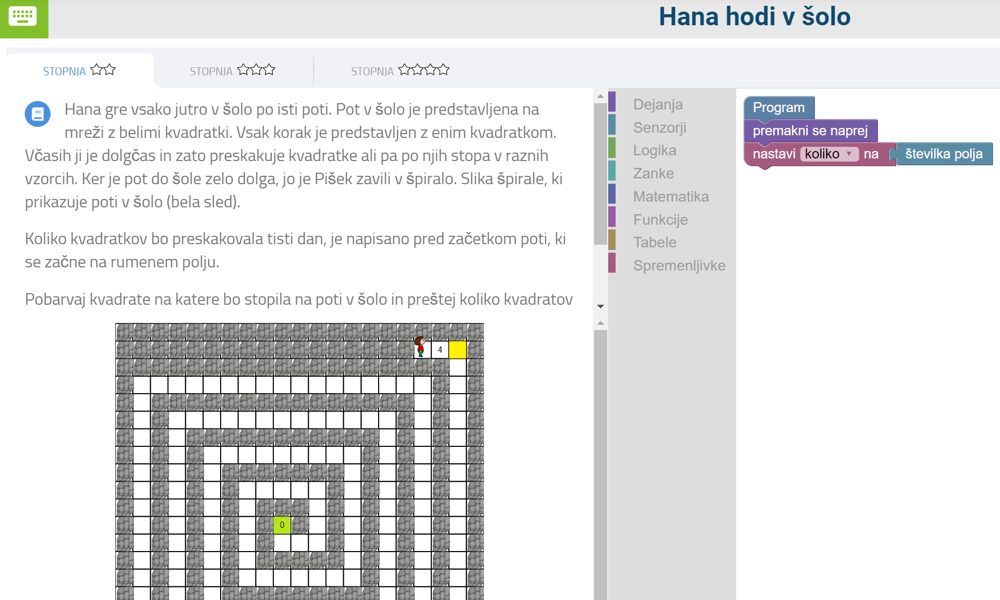 Hana hodi v šolo
STOPNJA
STOPNJA
STOPNJA
Hana gre vsako jutro v šolo po isti poti. Pot v šolo je predstavljena na
mreži z belimi kvadratki. Vsak korak je predstavljen z enim kvadratkom.
Včasih ji je dolgčas in zato preskakuje kvadratke ali pa po njih stopa v raznih
vzorcih. Ker je pot do šole zelo dolga, jo je Pišek zavili v špiralo. Slika špirale, ki
prikazuje poti v šolo (bela sled).
Koliko kvadratkov bo preskakovala tisti dan, je napisano pred začetkom poti, ki
se začne na rumenem polju.
Pobarvaj kvadrate na katere bo stopila na poti v šolo in preštej koliko kvadratov
4
0
Dejanja
Senzorji
Logika
Zanke
Matematika
Funkcije
Tabele
Spremenljivke
Program
premakni se naprej
nastavi koliko na številka polja